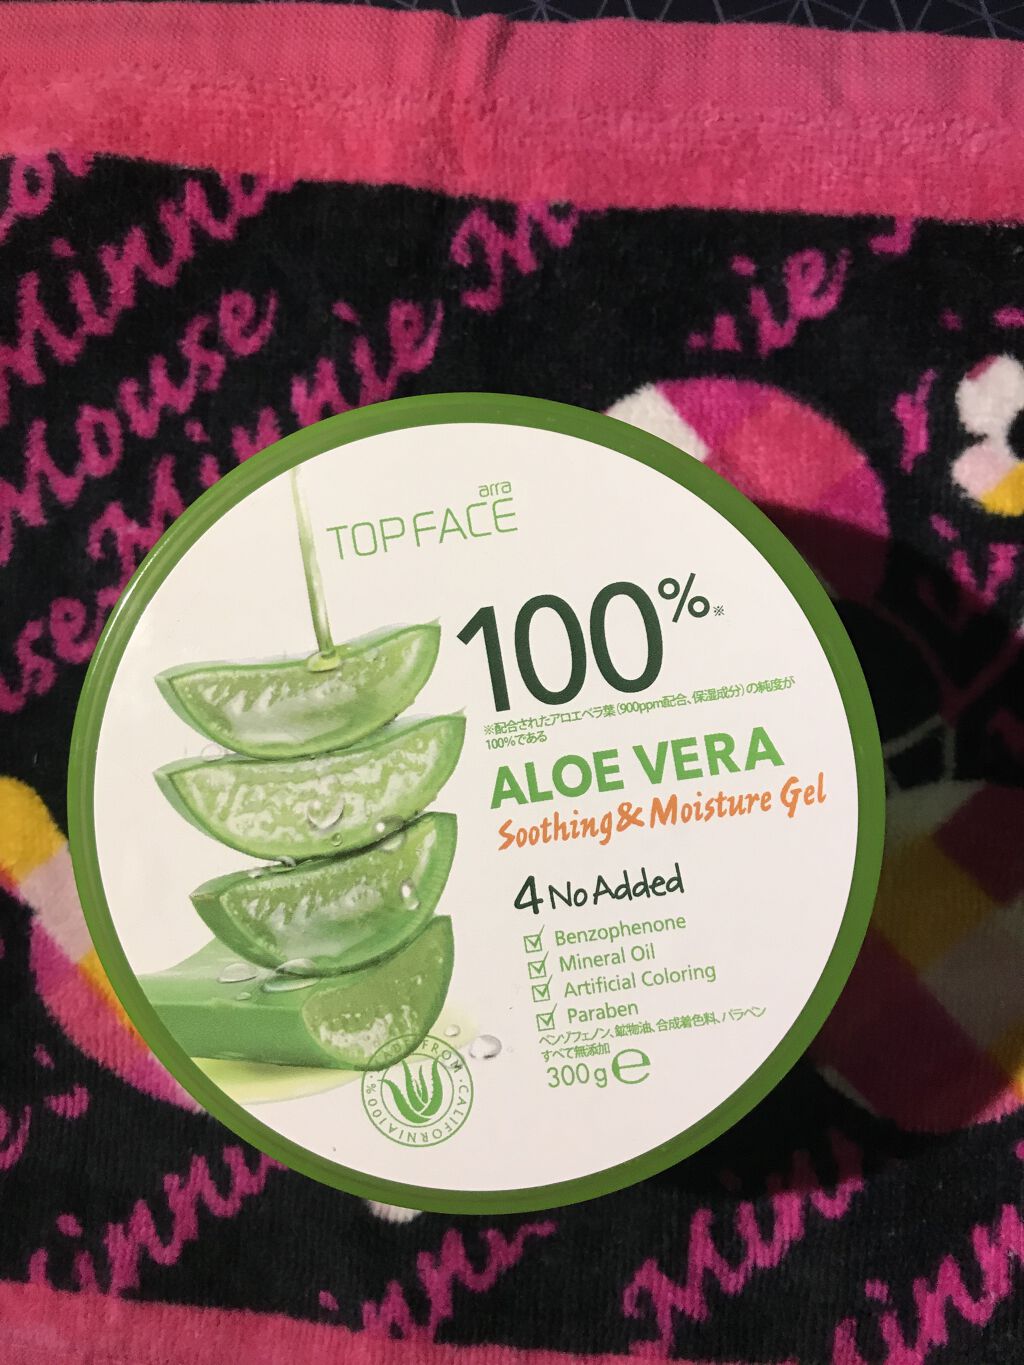 Minnie
Mouse
Minnie
arra
TOPFACE
100%※
※配合されたアロエベラ葉(900ppm配合、保湿成分)の純度が
100%である
ALOE VERA
Soothing&Moisture Gel
4 No Added
Benzophenone
Mineral Oil
Artificial Coloring
Paraben
ベンゾフェノン、鉱物油、合成着色料、パラベン
すべて無添加
300g℮
FROM CALIFORNIA 100%